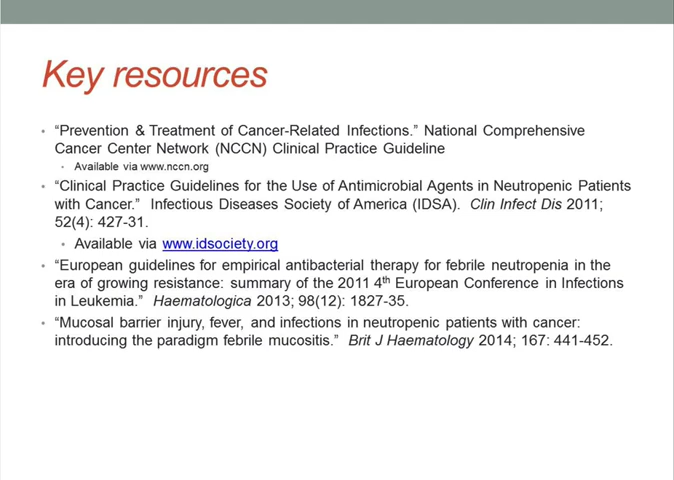 Key resources
• “Prevention & Treatment of Cancer-Related Infections.” National Comprehensive
Cancer Center Network (NCCN) Clinical Practice Guideline
• Available via www.nccn.org
• “Clinical Practice Guidelines for the Use of Antimicrobial Agents in Neutropenic Patients
with Cancer.” Infectious Diseases Society of America (IDSA). Clin Infect Dis 2011;
52(4): 427-31.
• Available via www.idsociety.org
• “European guidelines for empirical antibacterial therapy for febrile neutropenia in the
era of growing resistance: summary of the 2011 4th European Conference in Infections
in Leukemia.” Haematologica 2013; 98(12): 1827-35.
• “Mucosal barrier injury, fever, and infections in neutropenic patients with cancer:
introducing the paradigm febrile mucositis.” Brit J Haematology 2014; 167: 441-452.